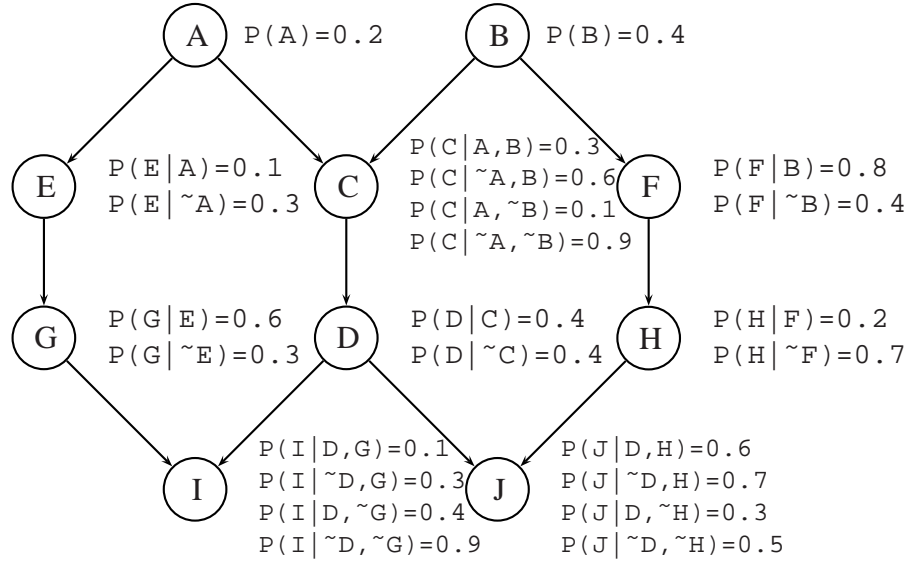 A P(A)=0.2 B P(B)=0.4
P(C|A,B)=0.3
E P(E|A)=0.1 C P(C|~A,B)=0.6 F P(F|B)=0.8
P(E|~A)=0.3 P(C|A,~B)=0.1 P(F|~B)=0.4
P(C|~A,~B)=0.9
G P(G|E)=0.6 D P(D|C)=0.4 H P(H|F)=0.2
P(G|~E)=0.3 P(D|~C)=0.4 P(H|~F)=0.7
P(I|D,G)=0.1 P(J|D,H)=0.6
I P(I|~D,G)=0.3 J P(J|~D,H)=0.7
P(I|D,~G)=0.4 P(J|D,~H)=0.3
P(I|~D,~G)=0.9 P(J|~D,~H)=0.5